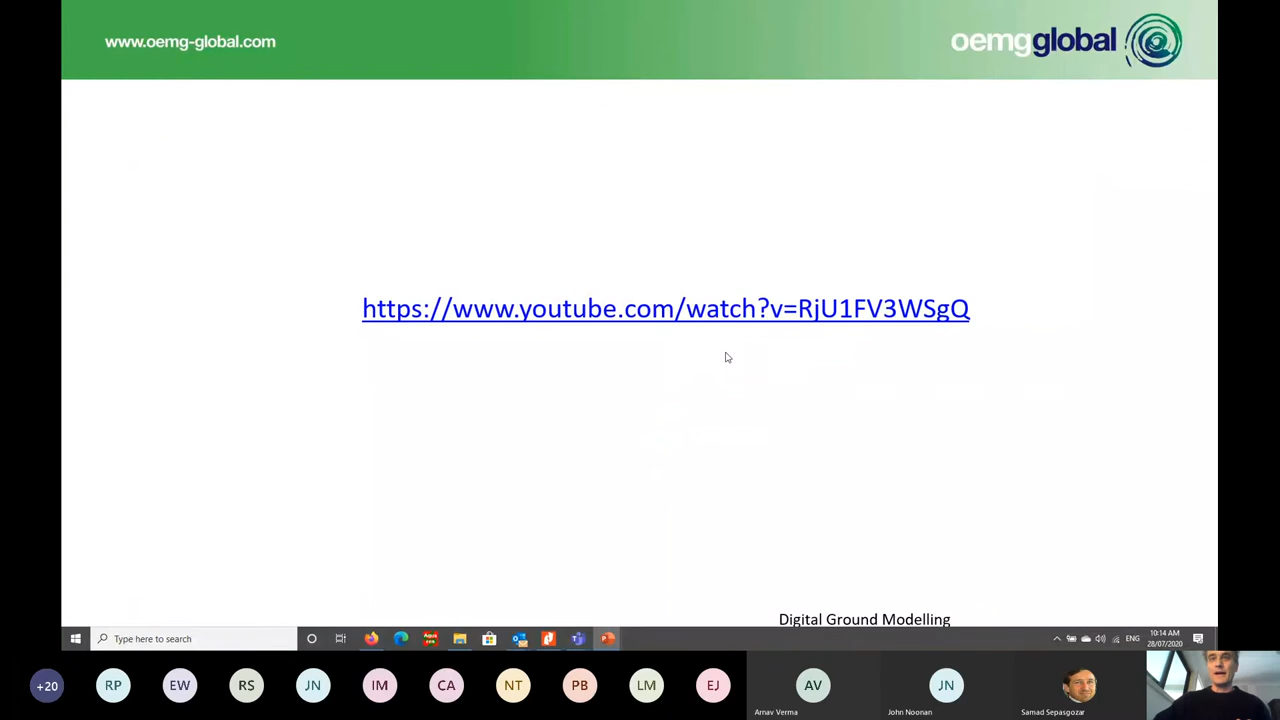 www.oemg-global.com
oemgglobal
https://www.youtube.com/watch?v=RjU1FV3WSgQ
Digital Ground Modelling
Type here to search
ENG
10:14 AM
28/07/2020
+20
RP
EW
RS
JN
IM
CA
NT
PB
LM
EJ
AV
Arnav Verma
JN
John Noonan
Samad Sepasgozar